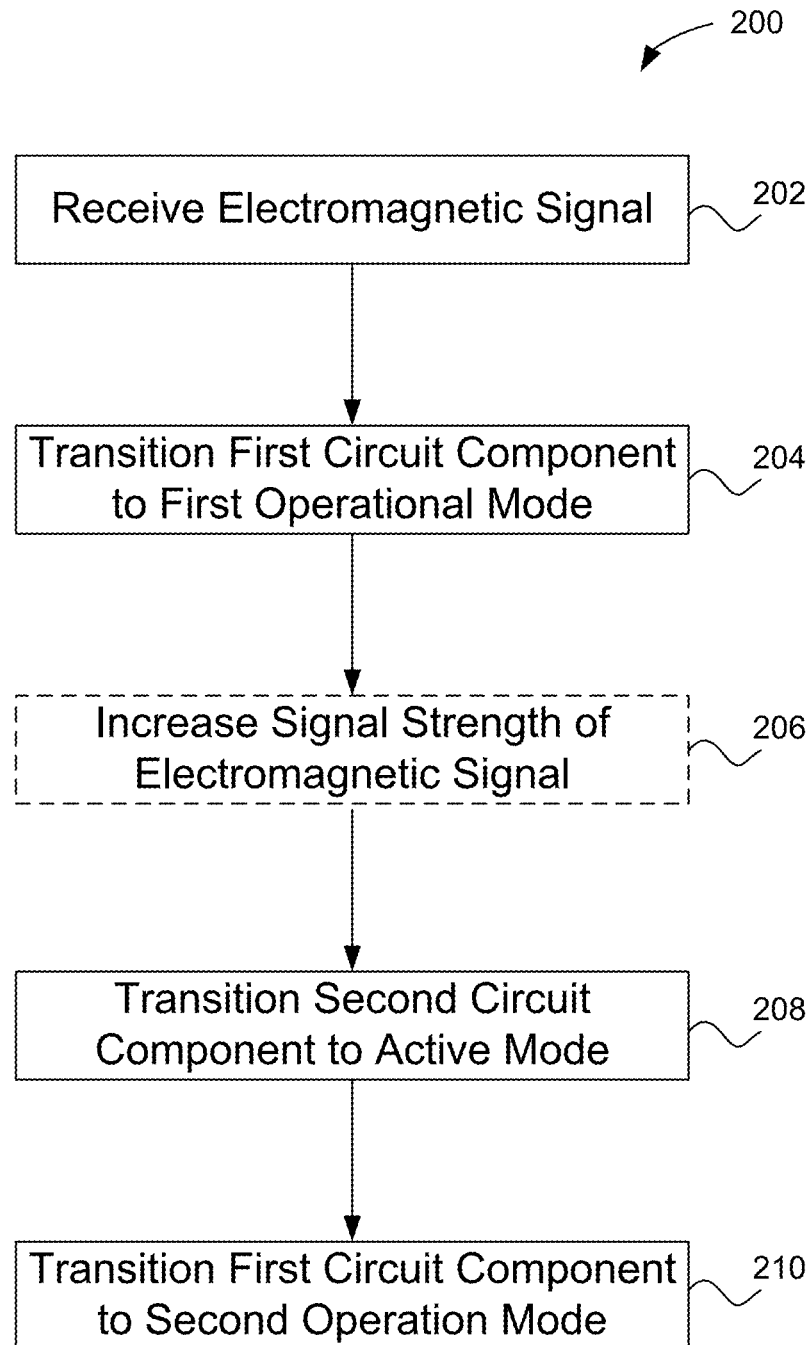 200
Receive Electromagnetic Signal
202
Transition First Circuit Component
to First Operational Mode
204
Increase Signal Strength of
Electromagnetic Signal
206
Transition Second Circuit
Component to Active Mode
208
Transition First Circuit Component
to Second Operation Mode
210